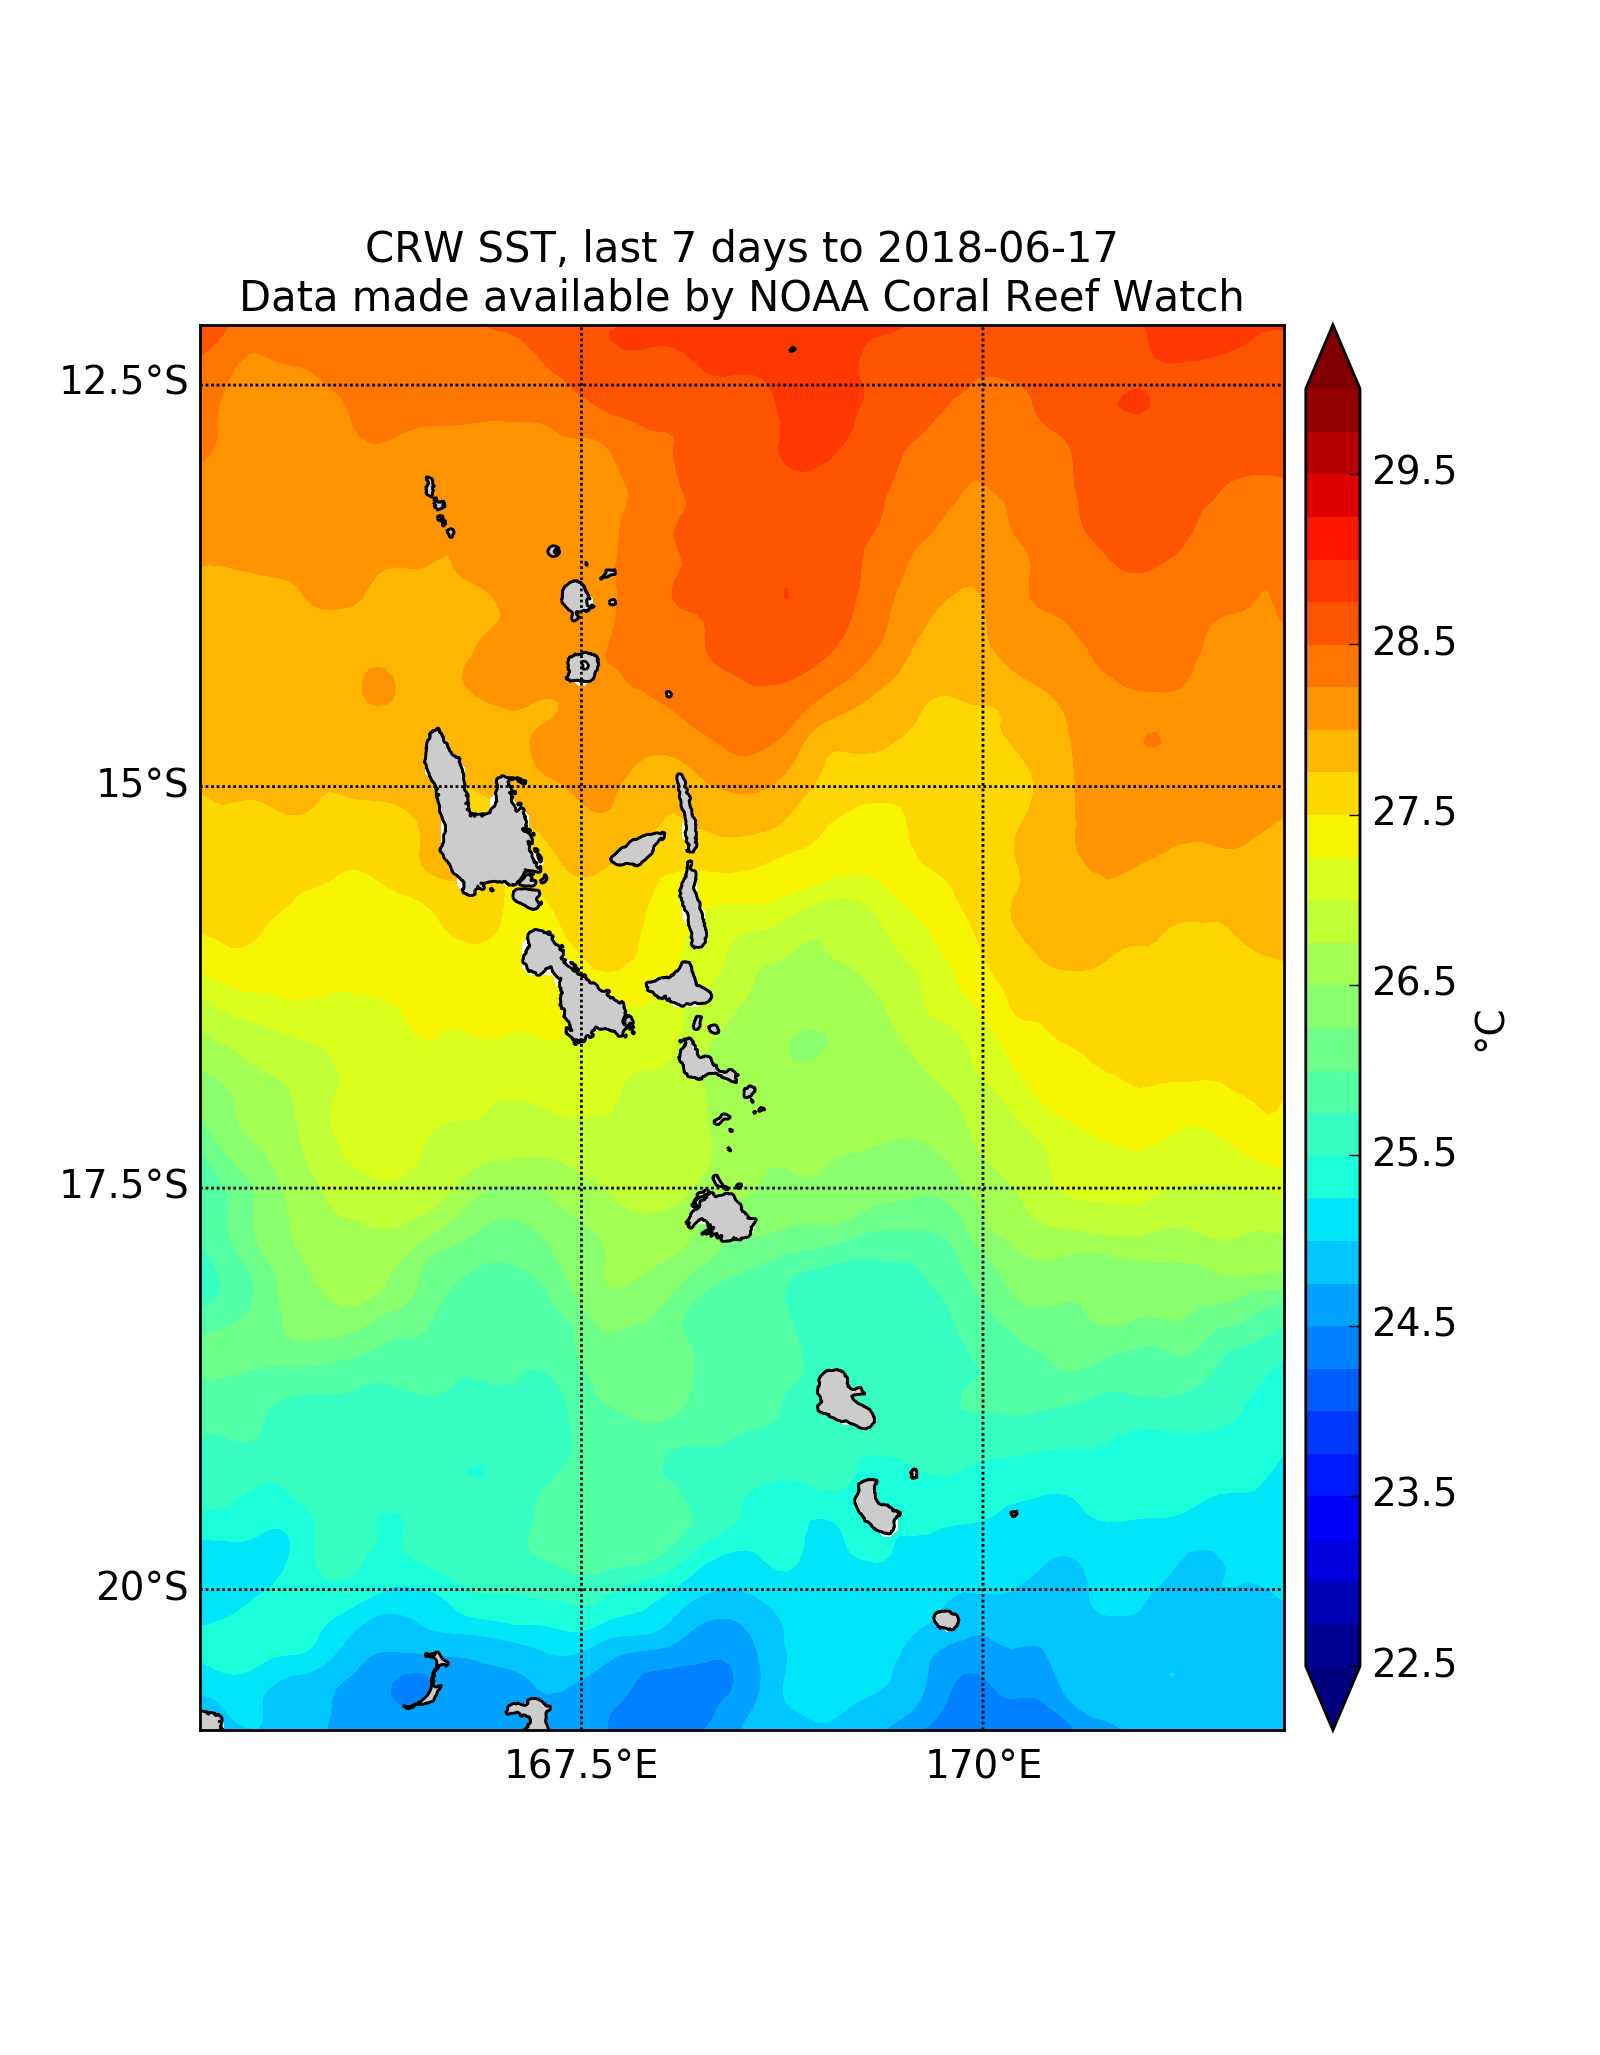 CRW SST, last 7 days to 2018-06-17
Data made available by NOAA Coral Reef Watch
12.5°S
15°S
17.5°S
20°S
167.5°E
170°E
29.5
28.5
27.5
26.5
25.5
24.5
23.5
22.5
°C